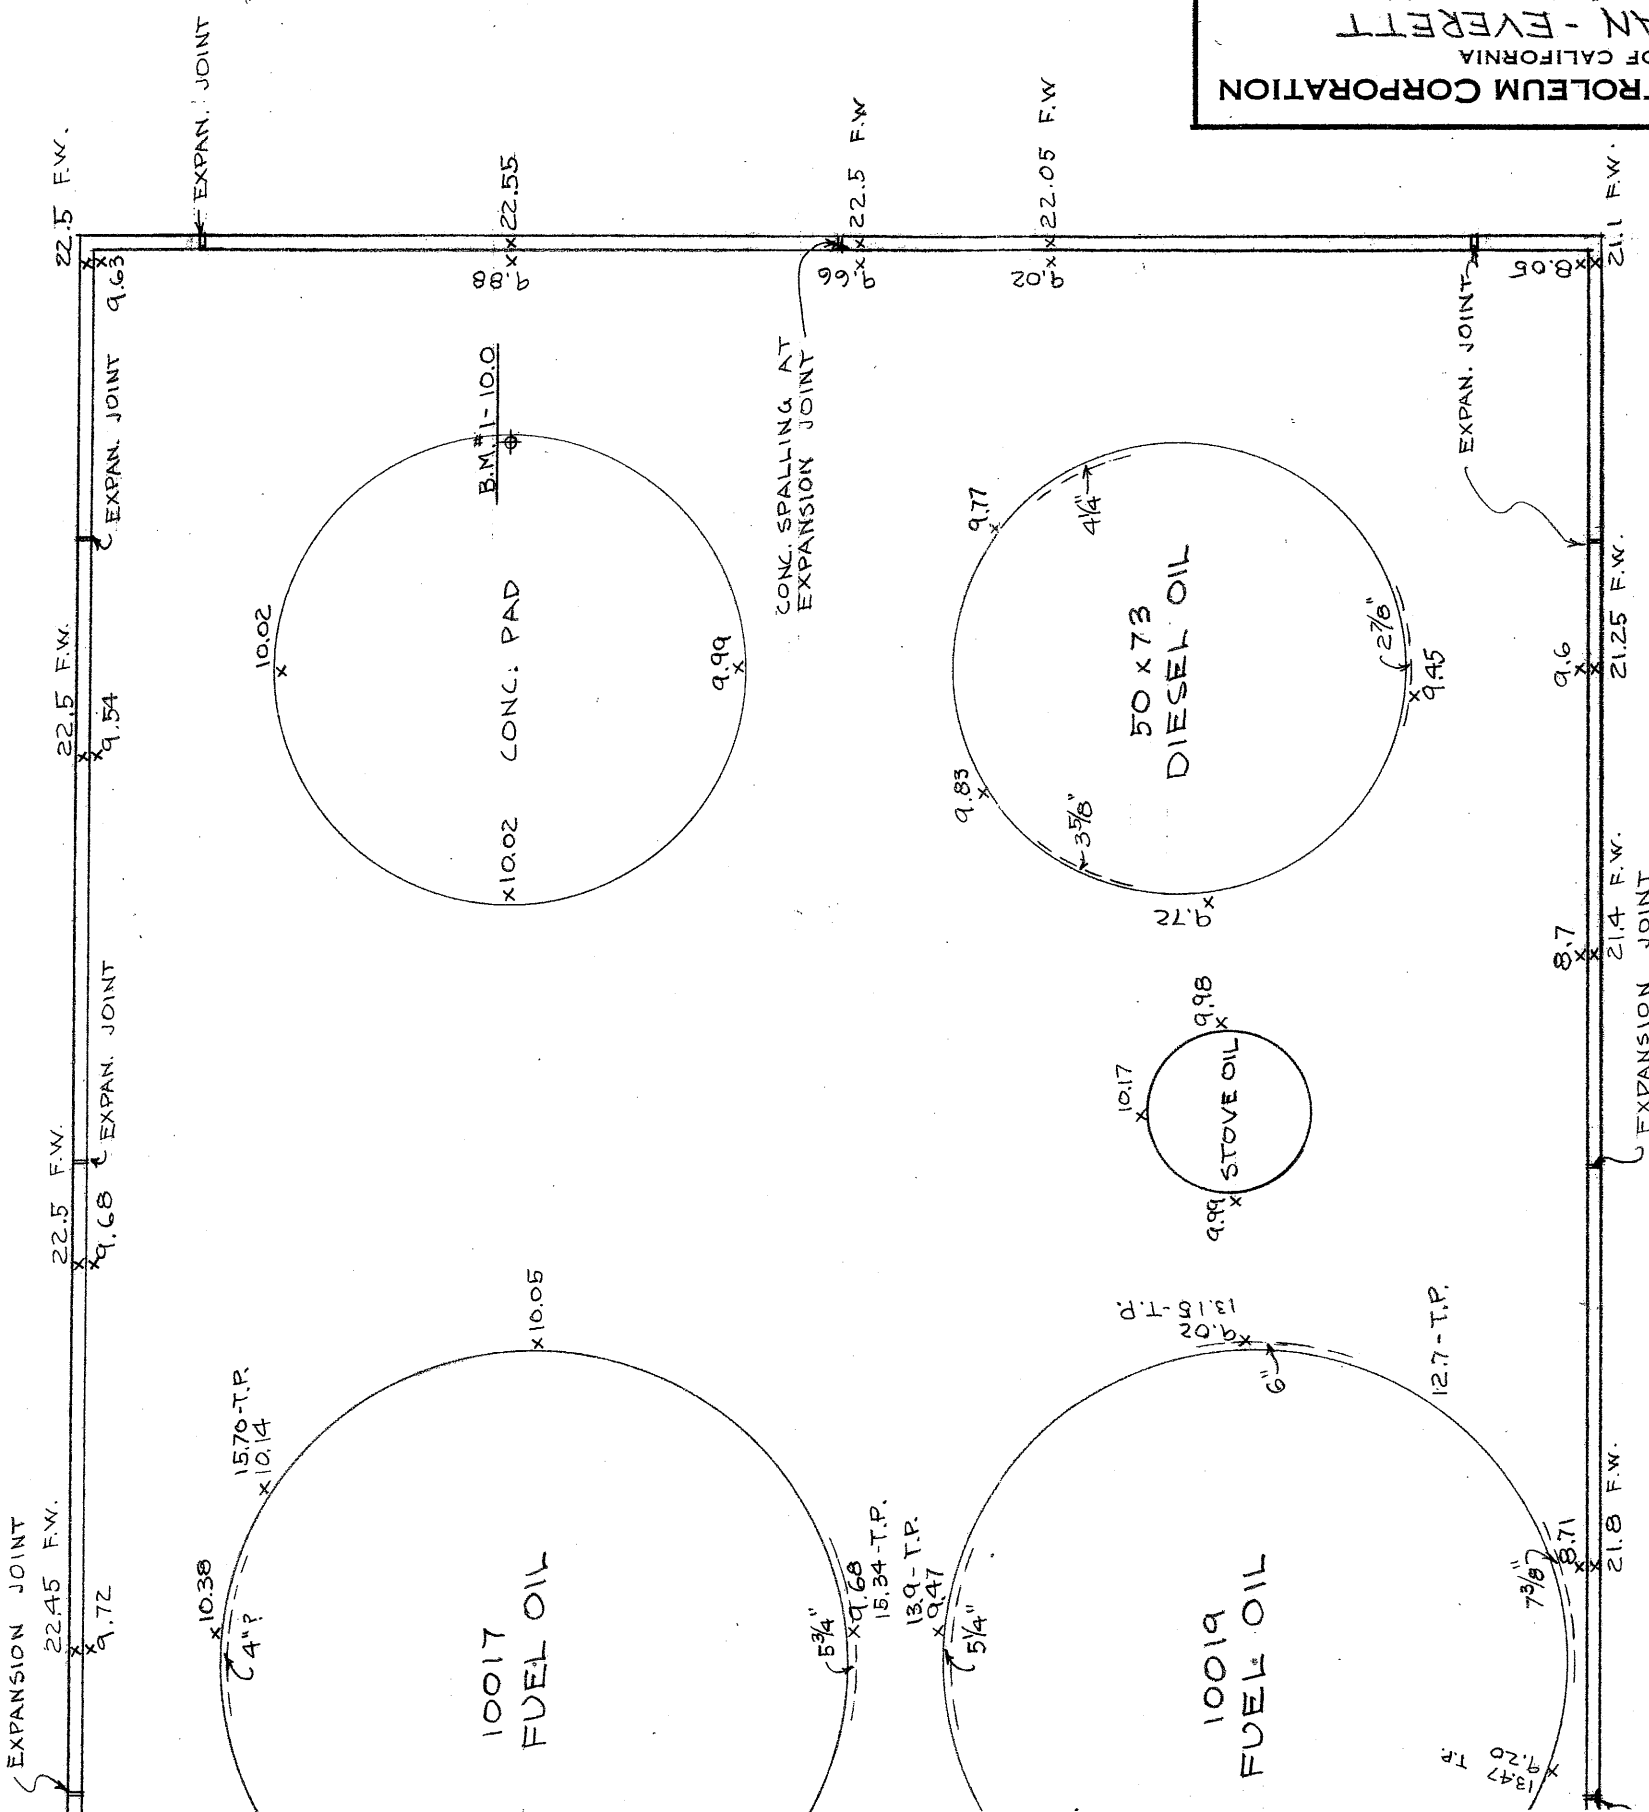 TROLEUM CORPORATION
OF CALIFORNIA
AN - EVERETT
22.5 F.W.
9.63
EXPAN. JOINT
22.55
9.88
22.5 F.W
9.66
22.05 F.W
9.02
21.1 F.W.
8.05
EXPAN. JOINT
EXPAN. JOINT
B.M.#1-10.0
CONC. SPALLING AT
EXPANSION JOINT
22.5 F.W.
9.54
10.02
CONC. PAD
10.02
9.99
9.77
4¼"
50 x 73
DIESEL OIL
2⅞"
9.45
9.83
3⅝"
9.72
9.6
21.25 F.W.
8.7
21.4 F.W.
EXPANSION JOINT
EXPAN. JOINT
22.5 F.W.
9.68
9.98
10.17
STOVE OIL
9.99
10.05
13.18-T.P.
9.02
6"
12.7-T.P.
15.70-T.P.
10.14
10.38
4"?
EXPANSION JOINT
22.45 F.W.
9.72
10017
FUEL OIL
5¾"
9.68
15.34-T.P.
13.9-T.P.
9.47
5¼"
10019
FUEL OIL
7⅜"
8.71
21.8 F.W.
13.47
9.20
T.P.